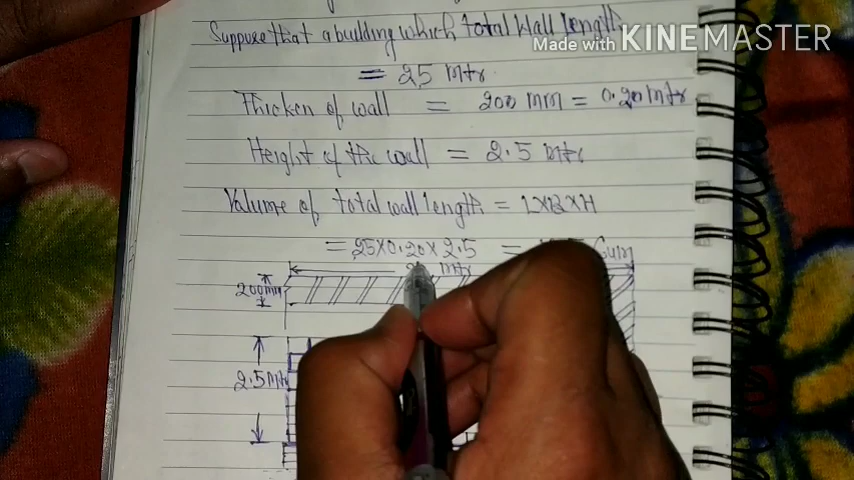 Suppose that a building which total wall length
Made with KINEMASTER
= 25 mtr.
Thicken of wall = 200 mm = 0.20 mtr
Height of the wall = 2.5 mtr
Valume of total wall length = L×B×H
= 25×0.20×2.5 = Cum
mtr
200mm
2.5 mtr